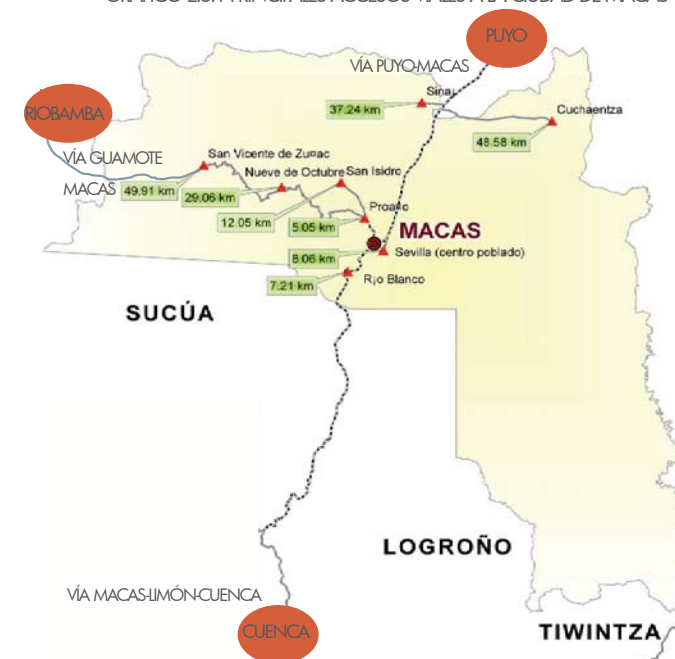 PUYO
VÍA PUYO-MACAS
Sinaí
37.24 km
Cuchaentza
48.58 km
RIOBAMBA
VÍA GUAMOTE
MACAS
San Vicente de Zuñac
49.91 km
Nueve de Octubre
29.06 km
San Isidro
12.05 km
Proaño
5.05 km
MACAS
Sevilla (centro poblado)
8.06 km
Río Blanco
7.21 km
SUCÚA
LOGROÑO
VÍA MACAS-LIMÓN-CUENCA
CUENCA
TIWINTZA